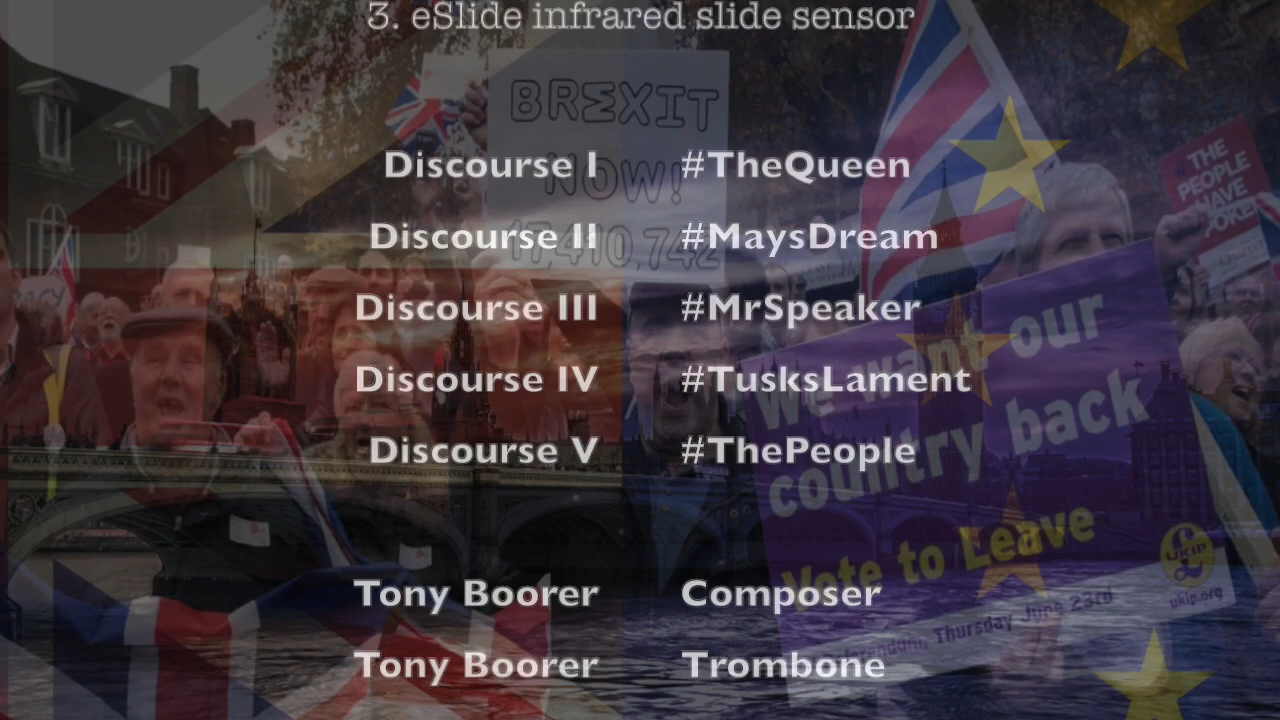 3. eSlide infrared slide sensor
BREXIT
NOW!
17,410,742
Discourse I #TheQueen
Discourse II #MaysDream
Discourse III #MrSpeaker
Discourse IV #TusksLament
Discourse V #ThePeople
THE
PEOPLE
HAVE
We want our
country back
Vote to Leave
Thursday June 23rd
UKIP
ukip.org
Tony Boorer Composer
Tony Boorer Trombone